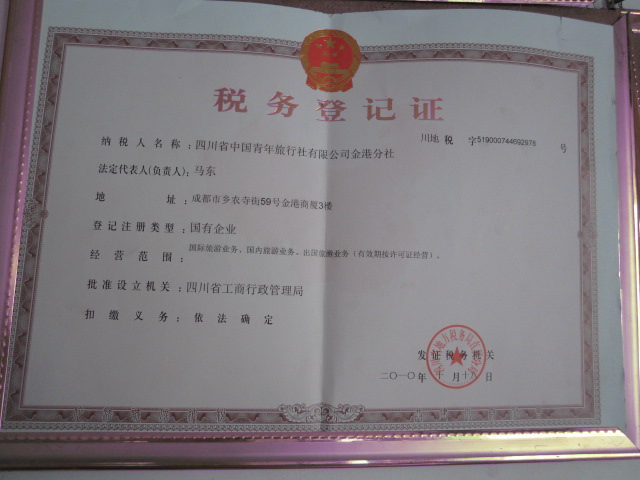 税务登记证
川地 税 字519000744692978 号
纳税人名称：四川省中国青年旅行社有限公司金港分社
法定代表人(负责人)：马东
地 址：成都市乡农寺街59号金港商厦3楼
登记注册类型：国有企业
经营范围：国际旅游业务、国内旅游业务、出国旅游业务（有效期按许可证经营）。
批准设立机关：四川省工商行政管理局
扣缴义务：依法确定
发证税务机关
二〇一〇年 十 月 十八 日